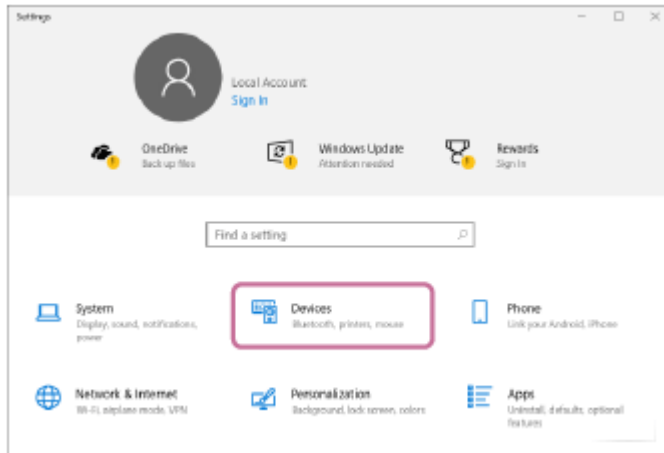 Settings
Local Account
Sign in
OneDrive
Back up files
Windows Update
Attention needed
Rewards
Sign in
Find a setting
System
Display, sound, notifications,
power
Devices
Bluetooth, printers, mouse
Phone
Link your Android, iPhone
Network & Internet
Wi-Fi, airplane mode, VPN
Personalization
Background, lock screen, colors
Apps
Uninstall, defaults, optional
features